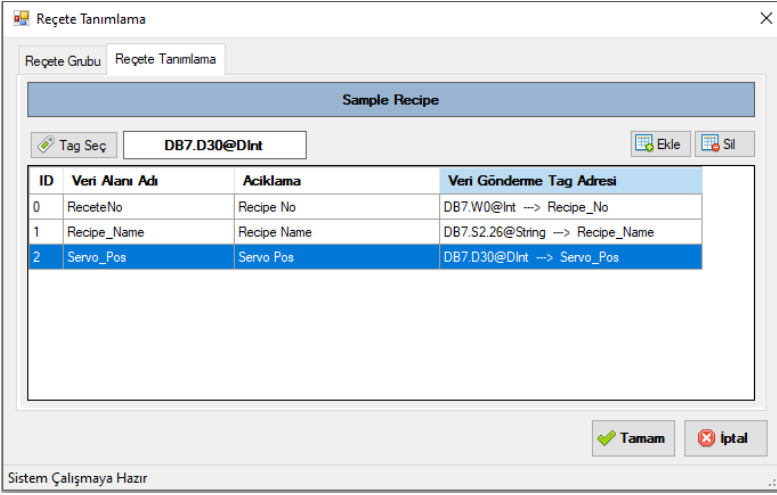 Reçete Tanımlama
Reçete Grubu Reçete Tanımlama
Sample Recipe
Tag Seç DB7.D30@DInt Ekle Sil
ID Veri Alanı Adı Aciklama Veri Gönderme Tag Adresi
0 ReceteNo Recipe No DB7.W0@Int ---> Recipe_No
1 Recipe_Name Recipe Name DB7.S2.26@String ---> Recipe_Name
2 Servo_Pos Servo Pos DB7.D30@DInt ---> Servo_Pos
Tamam İptal
Sistem Çalışmaya Hazır